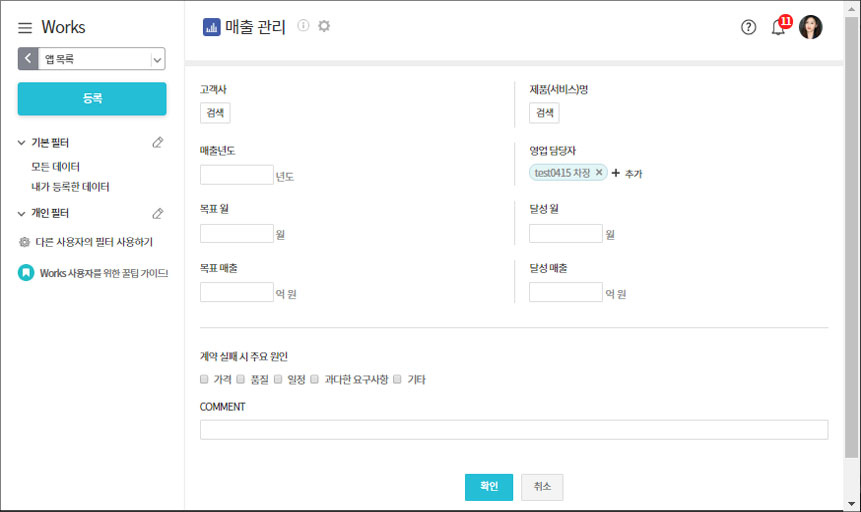 Works
매출 관리
11
앱 목록
등록
기본 필터
모든 데이터
내가 등록한 데이터
개인 필터
다른 사용자의 필터 사용하기
Works 사용자를 위한 꿀팁 가이드!
고객사
검색
제품(서비스)명
검색
매출년도
년도
영업 담당자
test0415 차장
추가
목표 월
월
달성 월
월
목표 매출
억 원
달성 매출
억 원
계약 실패 시 주요 원인
가격 품질 일정 과다한 요구사항 기타
COMMENT
확인 취소